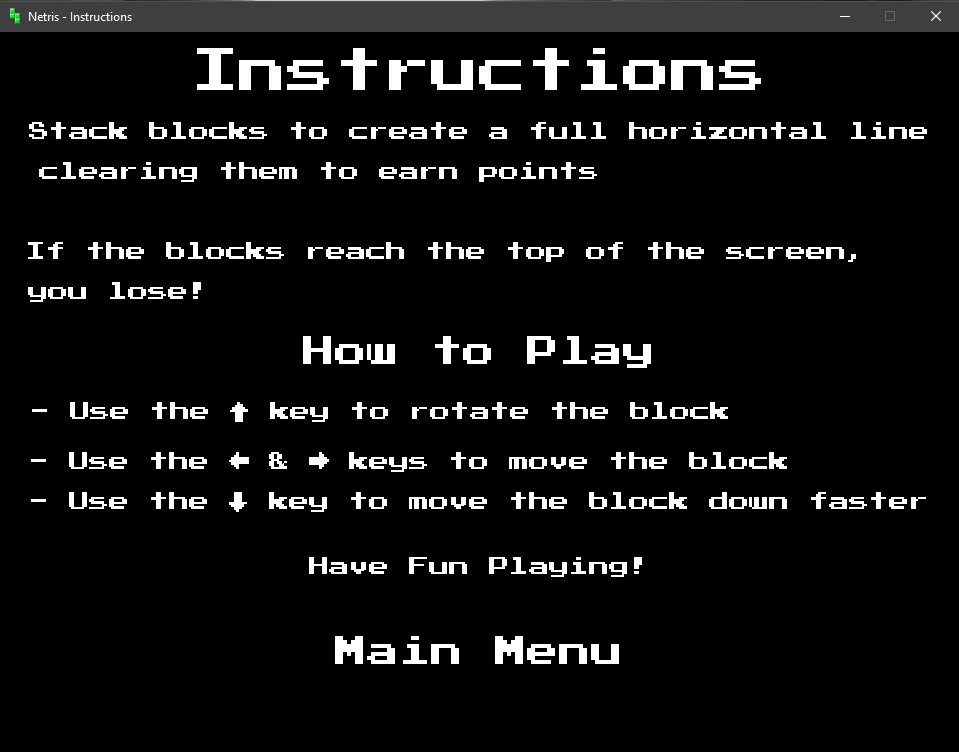 Netris - Instructions
Instructions
Stack blocks to create a full horizontal line
clearing them to earn points
If the blocks reach the top of the screen,
you lose!
How to Play
- Use the ↑ key to rotate the block
- Use the ← & → keys to move the block
- Use the ↓ key to move the block down faster
Have Fun Playing!
Main Menu